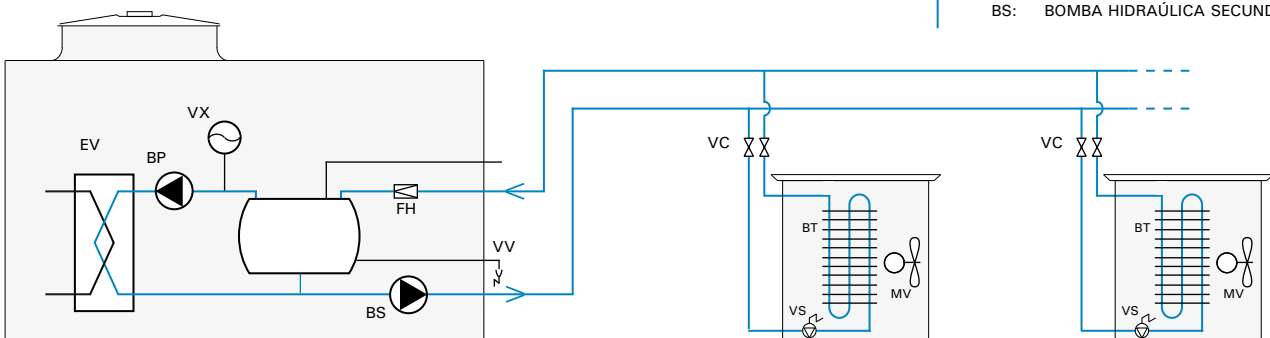 BS: BOMBA HIDRAÚLICA SECUND
VX
EV
BP
VC
VC
FH
BT
BT
VV
MV
MV
BS
VS
VS